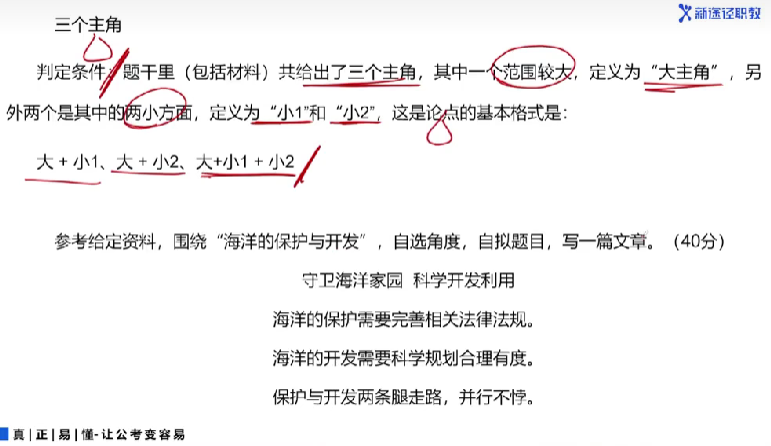 新途径职教
三个主角
判定条件：题干里（包括材料）共给出了三个主角，其中一个范围较大，定义为“大主角”，另
外两个是其中的两小方面，定义为“小1”和“小2”，这是论点的基本格式是：
大 + 小1、大 + 小2、大+小1 + 小2
参考给定资料，围绕“海洋的保护与开发”，自选角度，自拟题目，写一篇文章。（40分）
守卫海洋家园 科学开发利用
海洋的保护需要完善相关法律法规。
海洋的开发需要科学规划合理有度。
保护与开发两条腿走路，并行不悖。
真|正|易|懂-让公考变容易